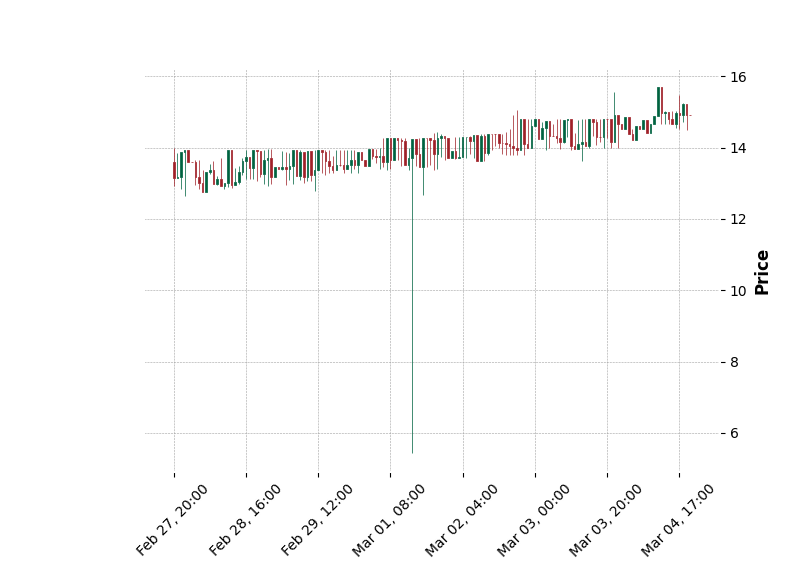 16
14
12
10
8
6
Price
Feb 27, 20:00
Feb 28, 16:00
Feb 29, 12:00
Mar 01, 08:00
Mar 02, 04:00
Mar 03, 00:00
Mar 03, 20:00
Mar 04, 17:00